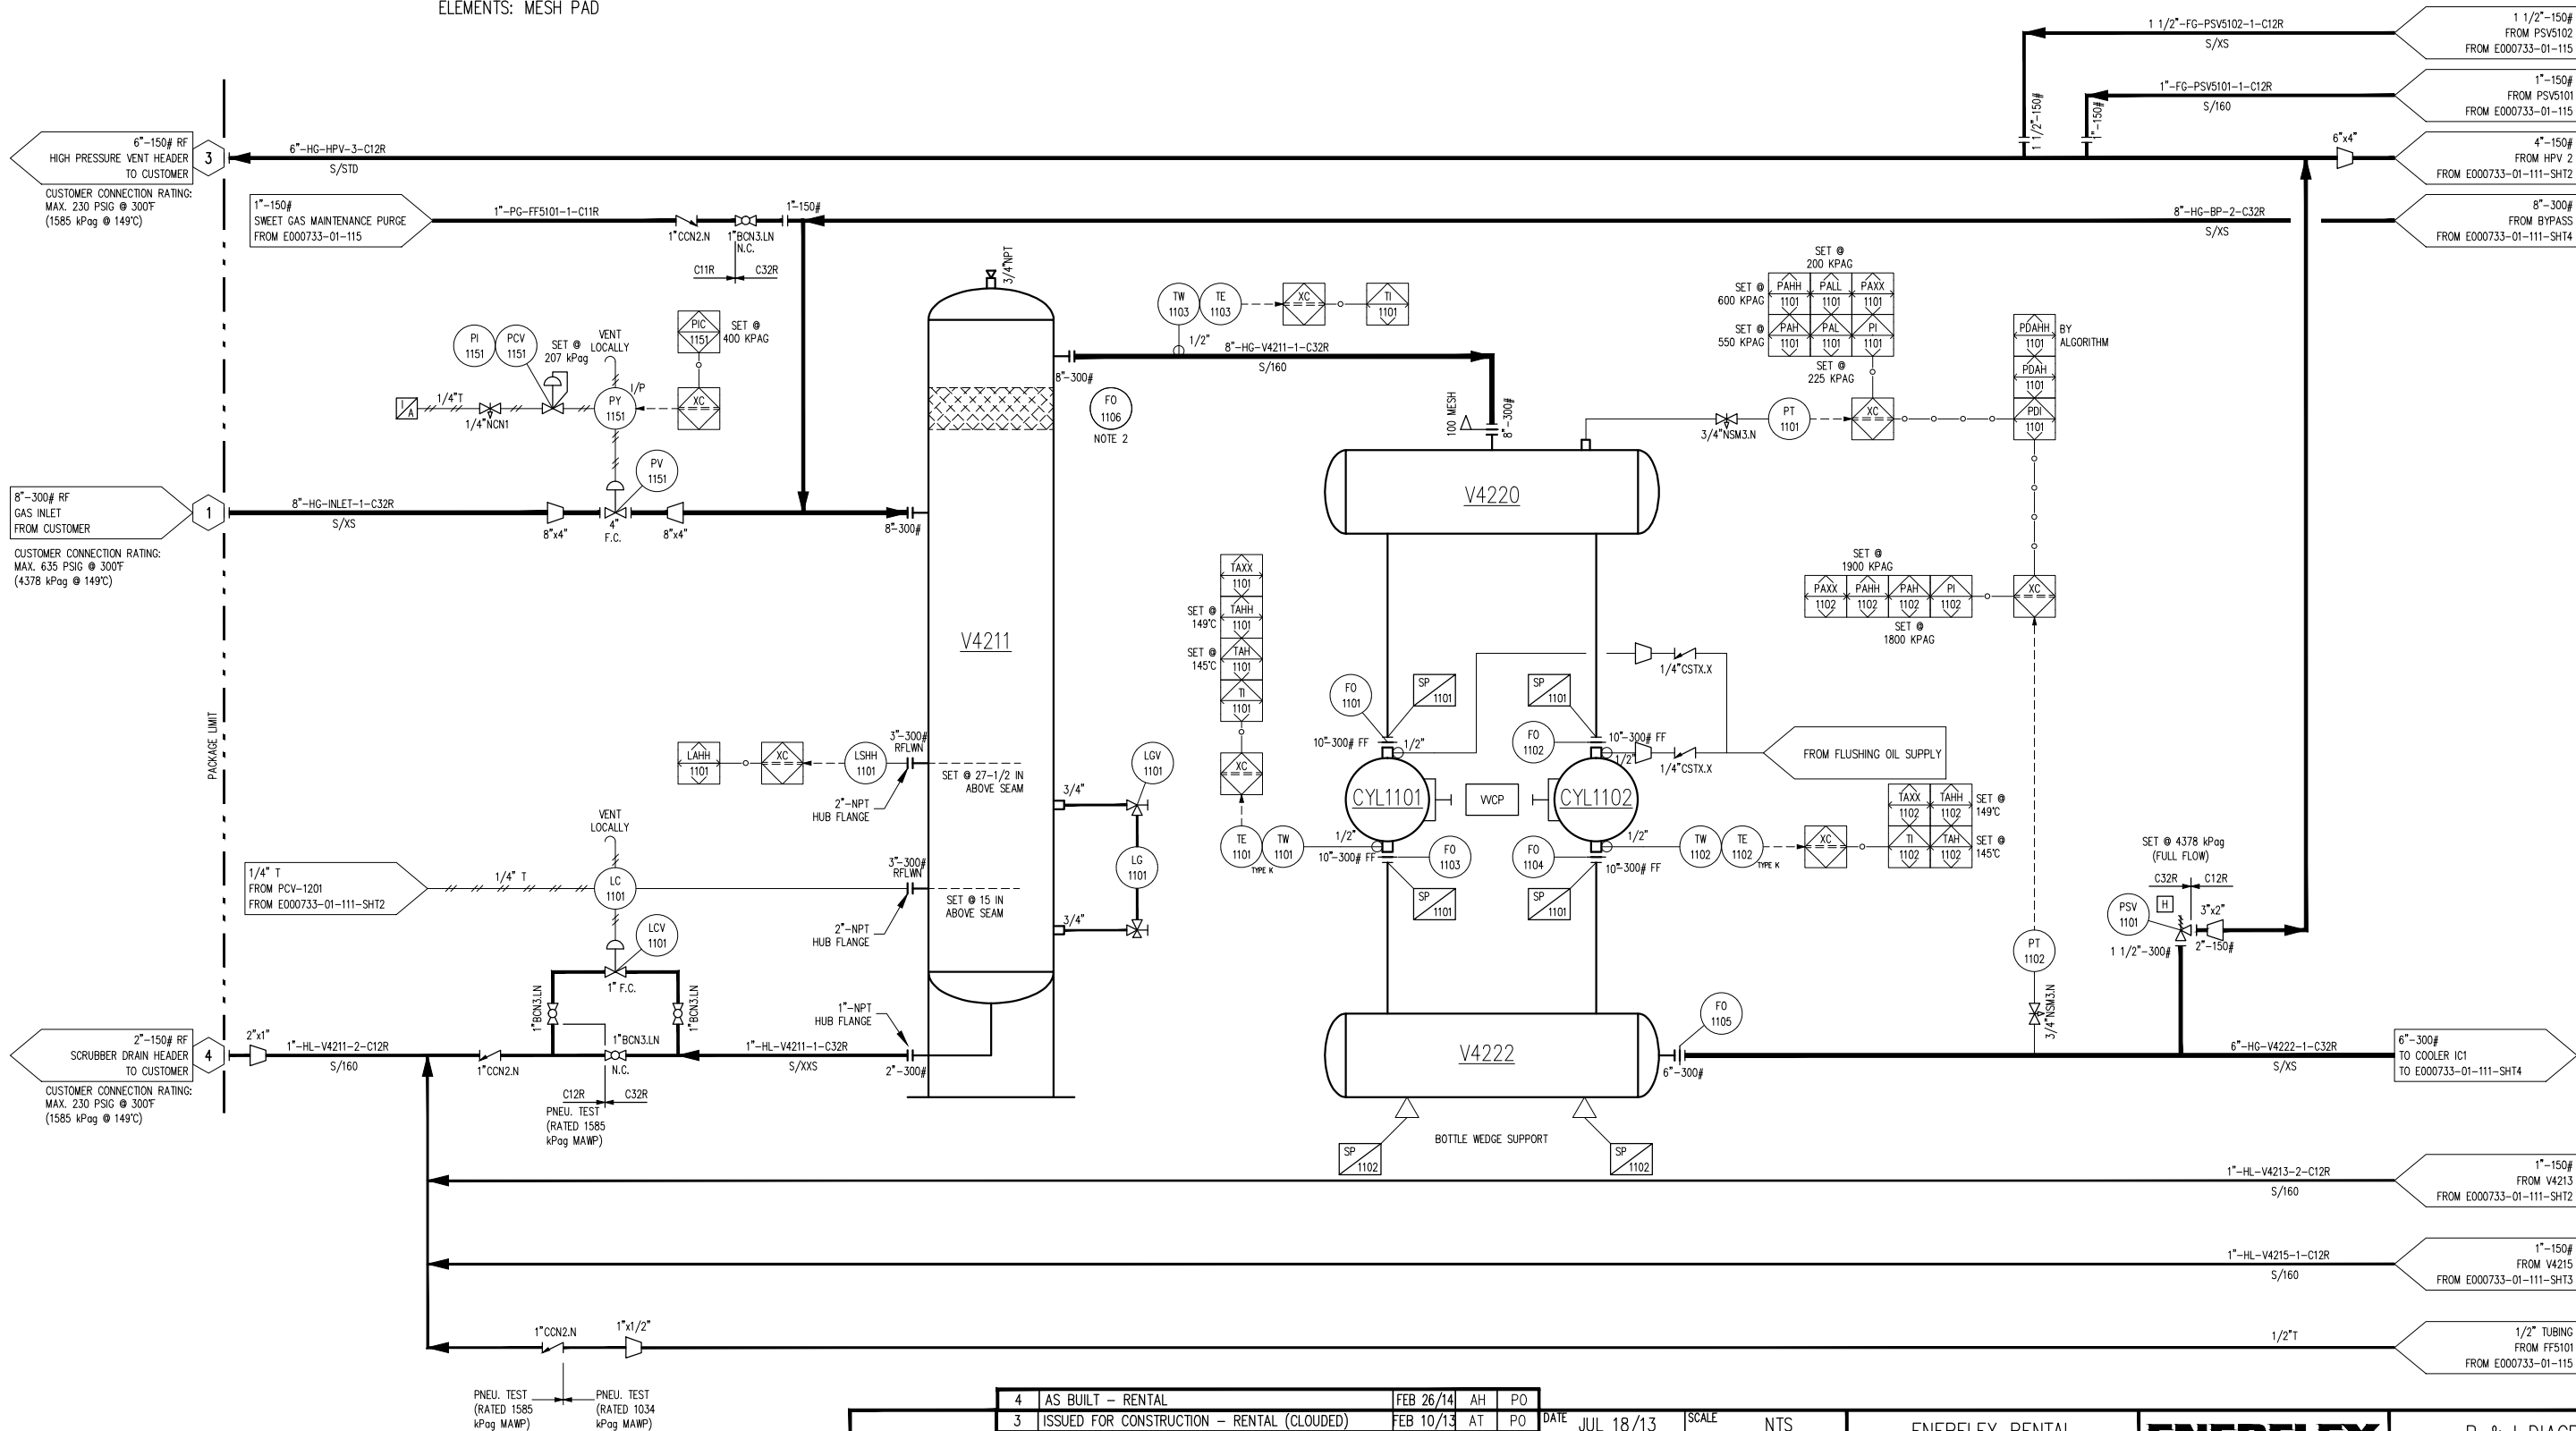 ELEMENTS: MESH PAD
1 1/2"-FG-PSV5102-1-C12R
S/XS
1 1/2"-150#
FROM PSV5102
FROM E000733-01-115
1"-FG-PSV5101-1-C12R
S/160
1"-150#
FROM PSV5101
FROM E000733-01-115
1 1/2"-150#
1"-150#
6"x4"
4"-150#
FROM HPV 2
FROM E000733-01-111-SHT2
6"-150# RF
HIGH PRESSURE VENT HEADER
TO CUSTOMER
3
6"-HG-HPV-3-C12R
S/STD
CUSTOMER CONNECTION RATING:
MAX. 230 PSIG @ 300°F
(1585 kPag @ 149°C)
1"-150#
SWEET GAS MAINTENANCE PURGE
FROM E000733-01-115
1"-PG-FF5101-1-C11R
1"CCN2.N
1"BCN3.LN
N.C.
1"-150#
C11R
C32R
8"-HG-BP-2-C32R
S/XS
8"-300#
FROM BYPASS
FROM E000733-01-111-SHT4
3/4"NPT
PI
1151
PCV
1151
SET @
207 kPag
VENT
LOCALLY
I/P
PY
1151
PIC
1151
SET @
400 KPAG
XC
I
A
1/4"T
1/4"NCN1
PV
1151
8"-300# RF
GAS INLET
FROM CUSTOMER
1
8"-HG-INLET-1-C32R
S/XS
8"x4"
4"
F.C.
8"x4"
8"-300#
CUSTOMER CONNECTION RATING:
MAX. 635 PSIG @ 300°F
(4378 kPag @ 149°C)
TW
1103
TE
1103
XC
TI
1101
1/2"
8"-HG-V4211-1-C32R
S/160
8"-300#
FO
1106
NOTE 2
100 MESH
8"-300#
SET @
200 KPAG
SET @
600 KPAG
PAHH
1101
PALL
1101
PAXX
1101
SET @
550 KPAG
PAH
1101
PAL
1101
PI
1101
SET @
225 KPAG
PDAHH
1101
BY
ALGORITHM
PDAH
1101
PDI
1101
3/4"NSM3.N
PT
1101
XC
V4220
V4211
SET @
1900 KPAG
PAXX
1102
PAHH
1102
PAH
1102
PI
1102
XC
SET @
1800 KPAG
TAXX
1101
SET @
149°C
TAHH
1101
SET @
145°C
TAH
1101
TI
1101
XC
1/4"CSTX.X
FO
1101
SP
1101
SP
1101
10"-300# FF
1/2"
FO
1102
10"-300# FF
1/2"
1/4"CSTX.X
FROM FLUSHING OIL SUPPLY
PACKAGE LIMIT
LAHH
1101
XC
LSHH
1101
3"-300#
RFLWN
SET @ 27-1/2 IN
ABOVE SEAM
2"-NPT
HUB FLANGE
3/4"
LGV
1101
LG
1101
CYL1101
VVCP
CYL1102
TAXX
1102
TAHH
1102
SET @
149°C
TI
1102
TAH
1102
SET @
145°C
TE
1101
TYPE K
TW
1101
1/2"
10"-300# FF
FO
1103
FO
1104
1/2"
10"-300# FF
TW
1102
TE
1102
TYPE K
XC
SP
1101
SP
1101
1/4" T
FROM PCV-1201
FROM E000733-01-111-SHT2
1/4" T
VENT
LOCALLY
LC
1101
3"-300#
RFLWN
SET @ 15 IN
ABOVE SEAM
2"-NPT
HUB FLANGE
3/4"
LCV
1101
1" F.C.
1"BCN3.LN
1"BCN3.LN
1"-NPT
HUB FLANGE
SET @ 4378 kPag
(FULL FLOW)
C32R
C12R
PSV
1101
H
3"x2"
2"-150#
1 1/2"-300#
PT
1102
3/4"NSM3.N
2"-150# RF
SCRUBBER DRAIN HEADER
TO CUSTOMER
4
2"x1"
1"-HL-V4211-2-C12R
S/160
1"CCN2.N
1"BCN3.LN
N.C.
1"-HL-V4211-1-C32R
S/XXS
2"-300#
C12R
C32R
PNEU. TEST
(RATED 1585
kPag MAWP)
CUSTOMER CONNECTION RATING:
MAX. 230 PSIG @ 300°F
(1585 kPag @ 149°C)
V4222
FO
1105
6"-300#
6"-HG-V4222-1-C32R
S/XS
6"-300#
TO COOLER IC1
TO E000733-01-111-SHT4
BOTTLE WEDGE SUPPORT
SP
1102
SP
1102
1"-HL-V4213-2-C12R
S/160
1"-150#
FROM V4213
FROM E000733-01-111-SHT2
1"-HL-V4215-1-C12R
S/160
1"-150#
FROM V4215
FROM E000733-01-111-SHT3
1"CCN2.N
1"x1/2"
1/2"T
1/2" TUBING
FROM FF5101
FROM E000733-01-115
PNEU. TEST
(RATED 1585
kPag MAWP)
PNEU. TEST
(RATED 1034
kPag MAWP)
4 AS BUILT - RENTAL FEB 26/14 AH PO
3 ISSUED FOR CONSTRUCTION - RENTAL (CLOUDED) FEB 10/13 AT PO
DATE JUL 18/13
SCALE NTS
ENERFLEX RENTAL
ENERFLEX